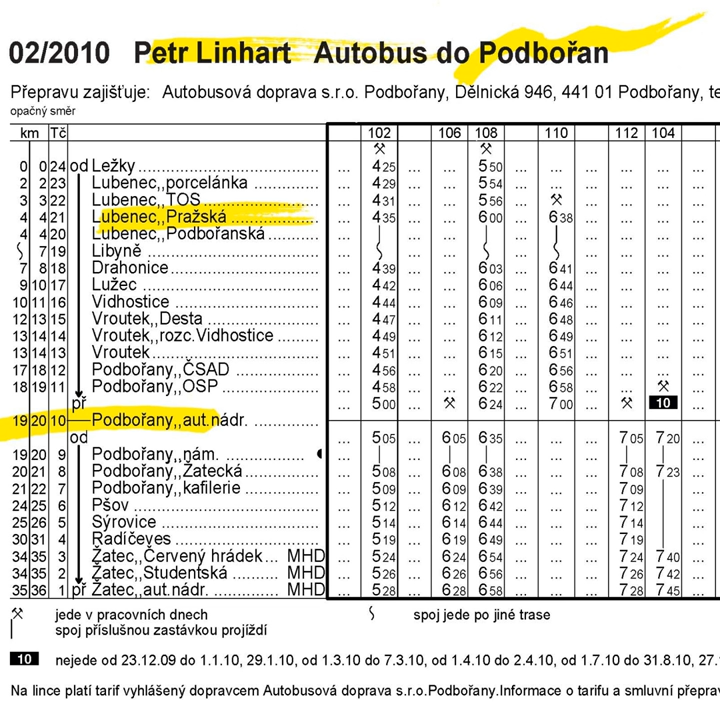 02/2010 Petr Linhart Autobus do Podbořan
Přepravu zajišťuje: Autobusová doprava s.r.o. Podbořany, Dělnická 946, 441 01 Podbořany, te
opačný směr
km Tč 102 106 108 110 112 104
⚒ ⚒
0 0 24 od Ležky ... 4 25 ... 5 50 ... ... ... ... ... ...
2 2 23 Lubenec,,porcelánka ... 4 29 ... ... 5 54 ... ... ... ... ... ...
3 3 22 Lubenec,,TOS ... 4 31 ... ... 5 56 ... ⚒ ... ... ... ...
4 4 21 Lubenec,,Pražská ... 4 35 ... ... 6 00 ... 6 38 ... ... ... ...
4 4 20 Lubenec,,Podbořanská ... | ... ... | ... | ... ... ... ...
7 19 Libyně ... ... ... ... ... ... ... ...
7 8 18 Drahonice ... 4 39 ... ... 6 03 ... 6 41 ... ... ... ...
9 10 17 Lužec ... 4 42 ... ... 6 06 ... 6 44 ... ... ... ...
10 11 16 Vidhostice ... 4 44 ... ... 6 09 ... 6 46 ... ... ... ...
12 13 15 Vroutek,,Desta ... 4 47 ... ... 6 11 ... 6 48 ... ... ... ...
13 14 14 Vroutek,,rozc.Vidhostice ... 4 49 ... ... 6 12 ... 6 49 ... ... ... ...
13 14 13 Vroutek ... 4 51 ... ... 6 15 ... 6 51 ... ... ... ...
17 18 12 Podbořany,,ČSAD ... 4 56 ... ... 6 20 ... 6 56 ... ... ... ...
18 19 11 Podbořany,,OSP ... 4 58 ... ... 6 22 ... 6 58 ... ... ⚒ ...
př ... 5 00 ... ⚒ 6 24 ... 7 00 ... ⚒ 10 ...
19 20 10 Podbořany,,aut.nádr.
od ... 5 05 ... 6 05 6 35 ... ... ... 7 05 7 20 ...
19 20 9 Podbořany,,nám. ... | ... | | ... ... ... | | ...
20 21 8 Podbořany,,Žatecká ... 5 08 ... 6 08 6 38 ... ... ... 7 08 7 23 ...
21 22 7 Podbořany,,kafilerie ... 5 09 ... 6 09 6 39 ... ... ... 7 09 | ...
24 25 6 Pšov ... 5 12 ... 6 12 6 42 ... ... ... 7 12 | ...
25 26 5 Sýrovice ... 5 14 ... 6 14 6 44 ... ... ... 7 14 | ...
30 31 4 Radíčeves ... 5 19 ... 6 19 6 49 ... ... ... 7 19 | ...
34 35 3 Žatec,,Červený hrádek... MHD ... 5 24 ... 6 24 6 54 ... ... ... 7 24 7 40 ...
34 35 2 Žatec,,Studentská ... MHD ... 5 26 ... 6 26 6 56 ... ... ... 7 26 7 42 ...
35 36 1 př Žatec,,aut.nádr. ... MHD ... 5 28 ... 6 28 6 58 ... ... ... 7 28 7 45 ...
⚒ jede v pracovních dnech spoj jede po jiné trase
| spoj příslušnou zastávkou projíždí
10 nejede od 23.12.09 do 1.1.10, 29.1.10, od 1.3.10 do 7.3.10, od 1.4.10 do 2.4.10, od 1.7.10 do 31.8.10, 27.
Na lince platí tarif vyhlášený dopravcem Autobusová doprava s.r.o.Podbořany.Informace o tarifu a smluvní přeprav